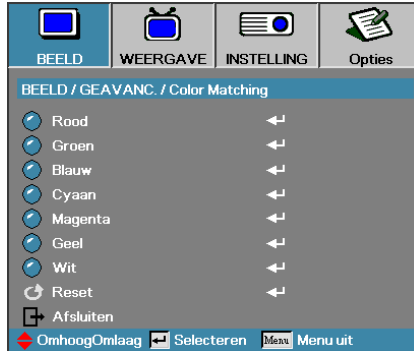 BEELD WEERGAVE INSTELLING Opties
BEELD / GEAVANC. / Color Matching
Rood
Groen
Blauw
Cyaan
Magenta
Geel
Wit
Reset
Afsluiten
OmhoogOmlaag Selecteren Menu Menu uit